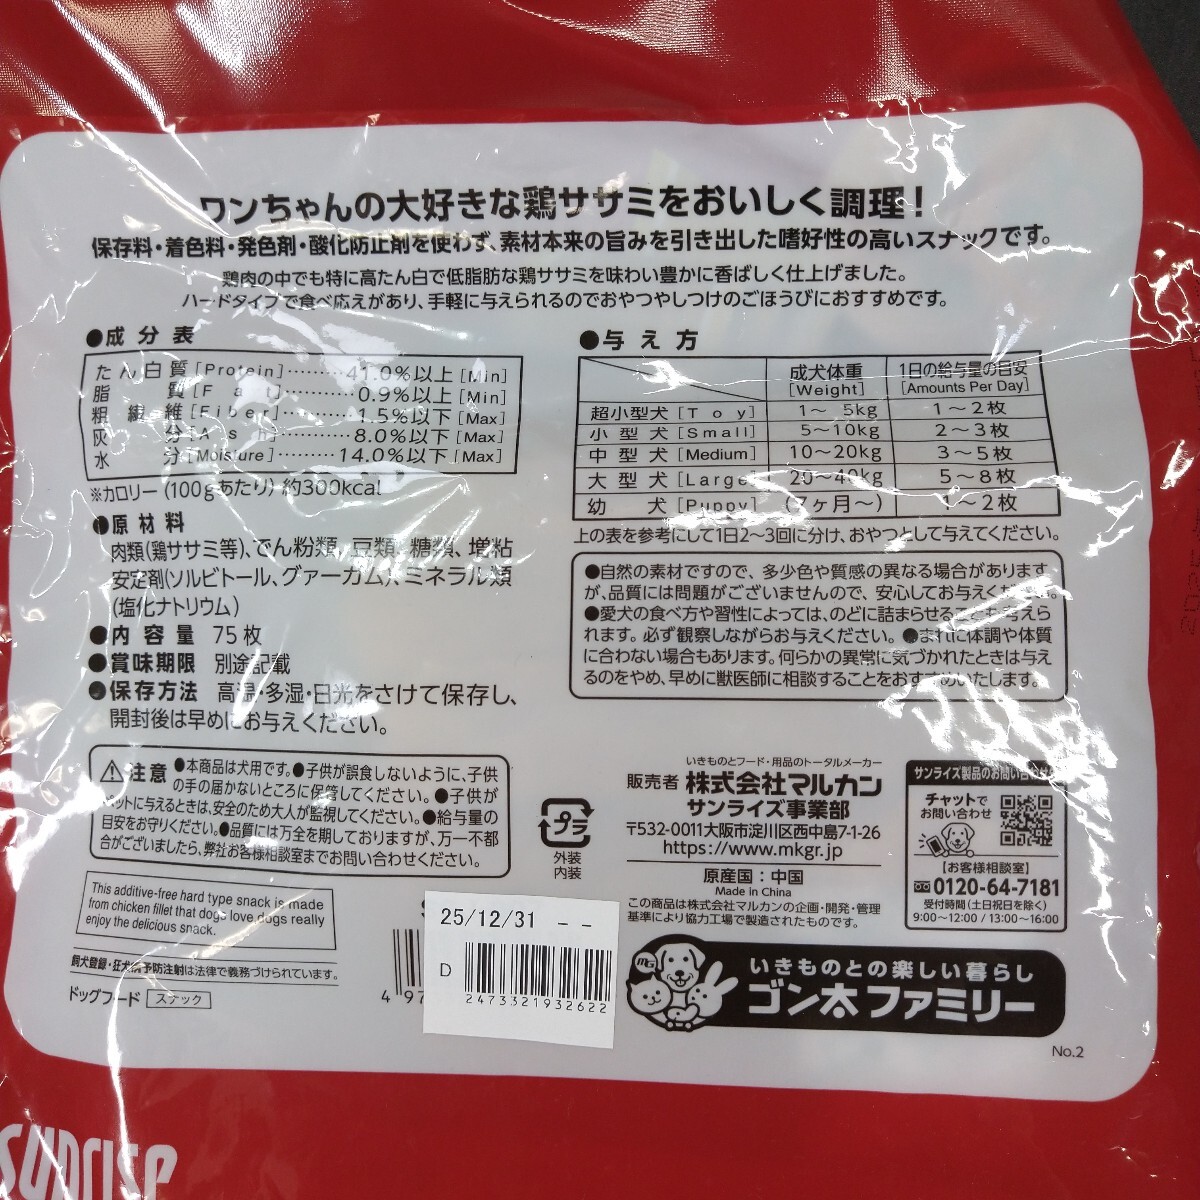 ワンちゃんの大好きな鶏ササミをおいしく調理!
保存料・着色料・発色剤・酸化防止剤を使わず、素材本来の旨みを引き出した嗜好性の高いスナックです。
鶏肉の中でも特に高たん白で低脂肪な鶏ササミを味わい豊かに香ばしく仕上げました。
ハードタイプで食べ応えがあり、手軽に与えられるのでおやつやしつけのごほうびにおすすめです。
●成分表
たん白質[Protein]………41.0%以上[Min]
脂質[Fat]………0.9%以上[Min]
粗繊維[Fiber]………1.5%以下[Max]
灰分[Ash]………8.0%以下[Max]
水分[Moisture]………14.0%以下[Max]
※カロリー(100gあたり)約300kcal
●原材料
肉類(鶏ササミ等)、でん粉類、豆類、糖類、増粘
安定剤(ソルビトール、グァーガム)、ミネラル類
(塩化ナトリウム)
●内容量 75枚
●賞味期限 別途記載
●保存方法 高温・多湿・日光をさけて保存し、
開封後は早めにお与えください。
●与え方
成犬体重[Weight] 1日の給与量の目安[Amounts Per Day]
超小型犬[Toy] 1～5kg 1～2枚
小型犬[Small] 5～10kg 2～3枚
中型犬[Medium] 10～20kg 3～5枚
大型犬[Large] 20～40kg 5～8枚
幼犬[Puppy] (7ヶ月～) 1～2枚
上の表を参考にして1日2～3回に分け、おやつとして与えてください。
●自然の素材ですので、多少色や質感の異なる場合があります
が、品質には問題がございませんので、安心してお与えください。
●愛犬の食べ方や習性によっては、のどに詰まらせることも考えら
れます。必ず観察しながらお与えください。●まれに体調や体質
に合わない場合もあります。何らかの異常に気づかれたときは与え
るのをやめ、早めに獣医師に相談することをおすすめいたします。
注意 ●本商品は犬用です。●子供が誤食しないように、子供
の手の届かないところに保管してください。●子供が
ペットに与えるときは、安全のため大人が監視してください。●給与量の
目安をお守りください。●品質には万全を期しておりますが、万一不都
合がございましたら、弊社お客様相談室までお問い合わせください。
This additive-free hard type snack is made
from chicken fillet that dogs love,dogs really
enjoy the delicious snack.
飼犬登録・狂犬病予防注射は法律で義務づけられています。
ドッグフード スナック
プラ
外装
内装
いきものとフード・用品のトータルメーカー
販売者 株式会社マルカン
サンライズ事業部
〒532-0011大阪市淀川区西中島7-1-26
https://www.mkgr.jp
原産国:中国
Made in China
この商品は株式会社マルカンの企画・開発・管理
基準により協力工場で製造されたものです。
サンライズ製品のお問い合わせ
チャットで
お問い合わせ
【お客様相談室】
0120-64-7181
受付時間(土日祝日を除く)
9:00～12:00 / 13:00～16:00
25/12/31 - -
D
2473321932622
4 97
MG
いきものとの楽しい暮らし
ゴン太ファミリー
No.2
SUNRISE